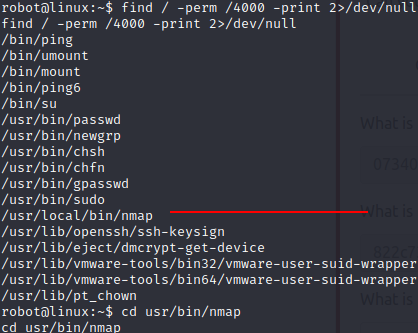 robot@linux:~$ find / -perm /4000 -print 2>/dev/null
find / -perm /4000 -print 2>/dev/null
/bin/ping
/bin/umount
/bin/mount
/bin/ping6
/bin/su
/usr/bin/passwd
/usr/bin/newgrp
/usr/bin/chsh
/usr/bin/chfn
/usr/bin/gpasswd
/usr/bin/sudo
/usr/local/bin/nmap
/usr/lib/openssh/ssh-keysign
/usr/lib/eject/dmcrypt-get-device
/usr/lib/vmware-tools/bin32/vmware-user-suid-wrapper
/usr/lib/vmware-tools/bin64/vmware-user-suid-wrapper
/usr/lib/pt_chown
robot@linux:~$ cd usr/bin/nmap
cd usr/bin/nmap
What is
07340
What is
What is